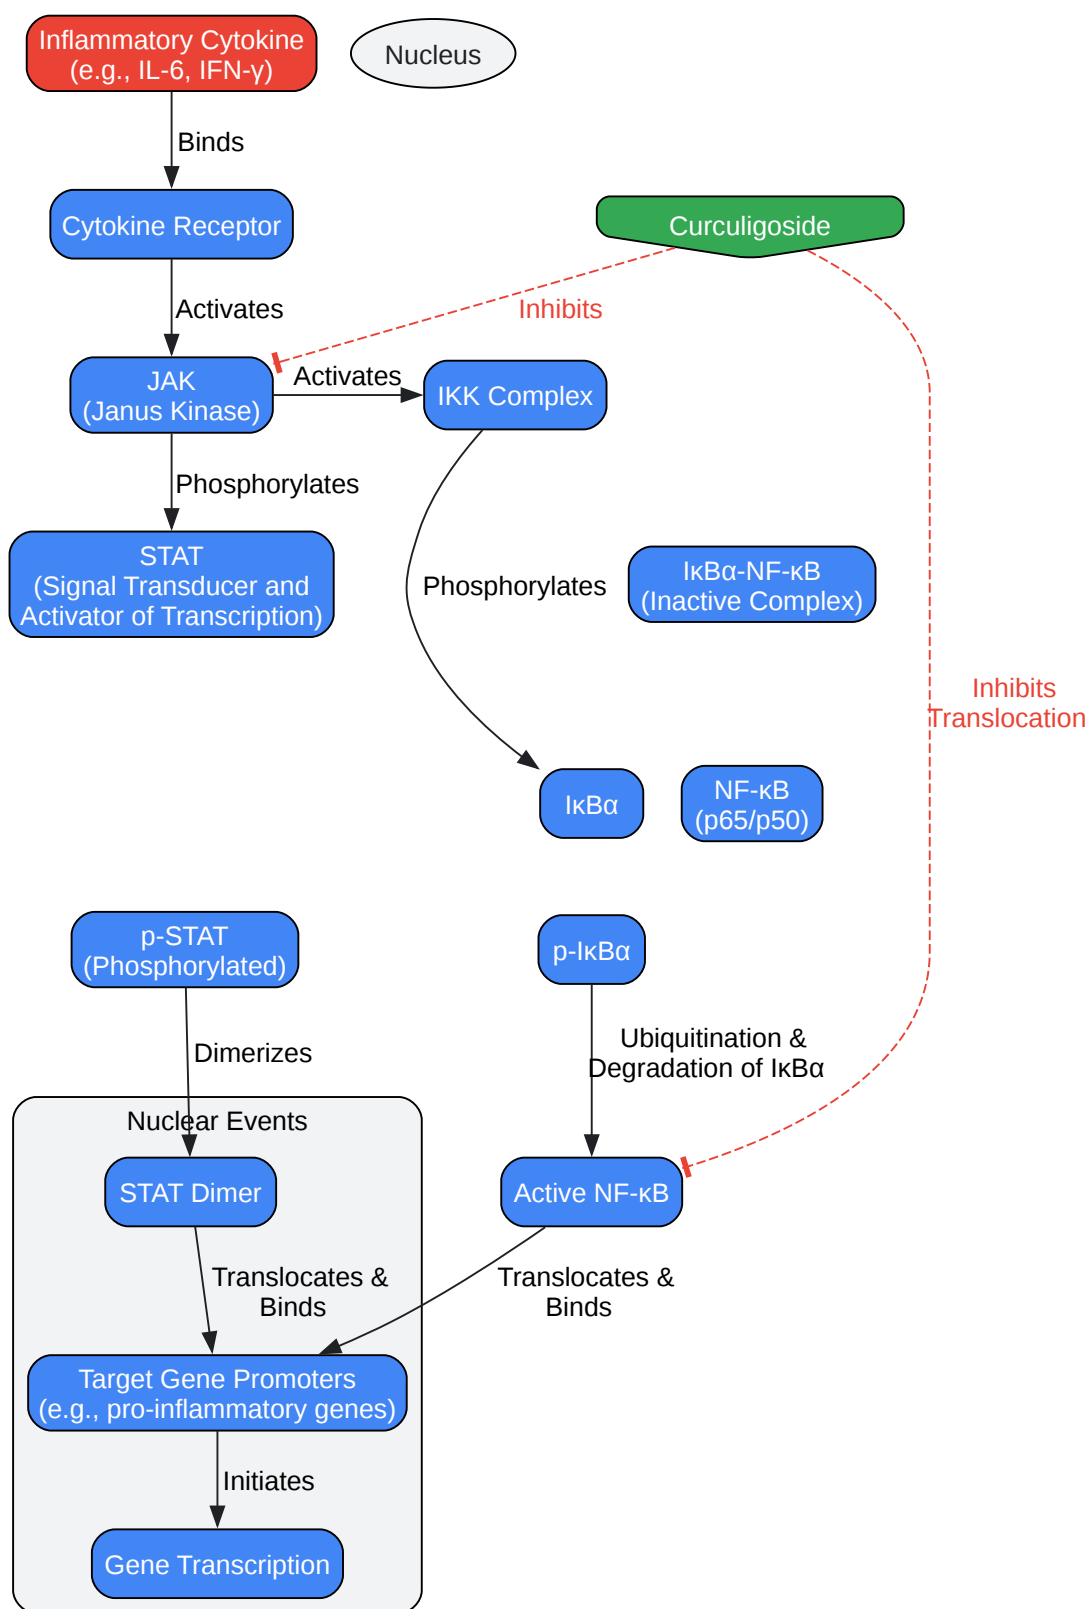 Inflammatory Cytokine
(e.g., IL-6, IFN-γ)
Nucleus
Binds
Cytokine Receptor
Curculigoside
Activates
Inhibits
JAK
(Janus Kinase)
Activates
IKK Complex
Phosphorylates
STAT
(Signal Transducer and
Activator of Transcription)
Phosphorylates
IκBα-NF-κB
(Inactive Complex)
Inhibits
Translocation
IκBα
NF-κB
(p65/p50)
p-STAT
(Phosphorylated)
p-IκBα
Dimerizes
Ubiquitination &
Degradation of IκBα
Nuclear Events
STAT Dimer
Active NF-κB
Translocates &
Binds
Translocates &
Binds
Target Gene Promoters
(e.g., pro-inflammatory genes)
Initiates
Gene Transcription